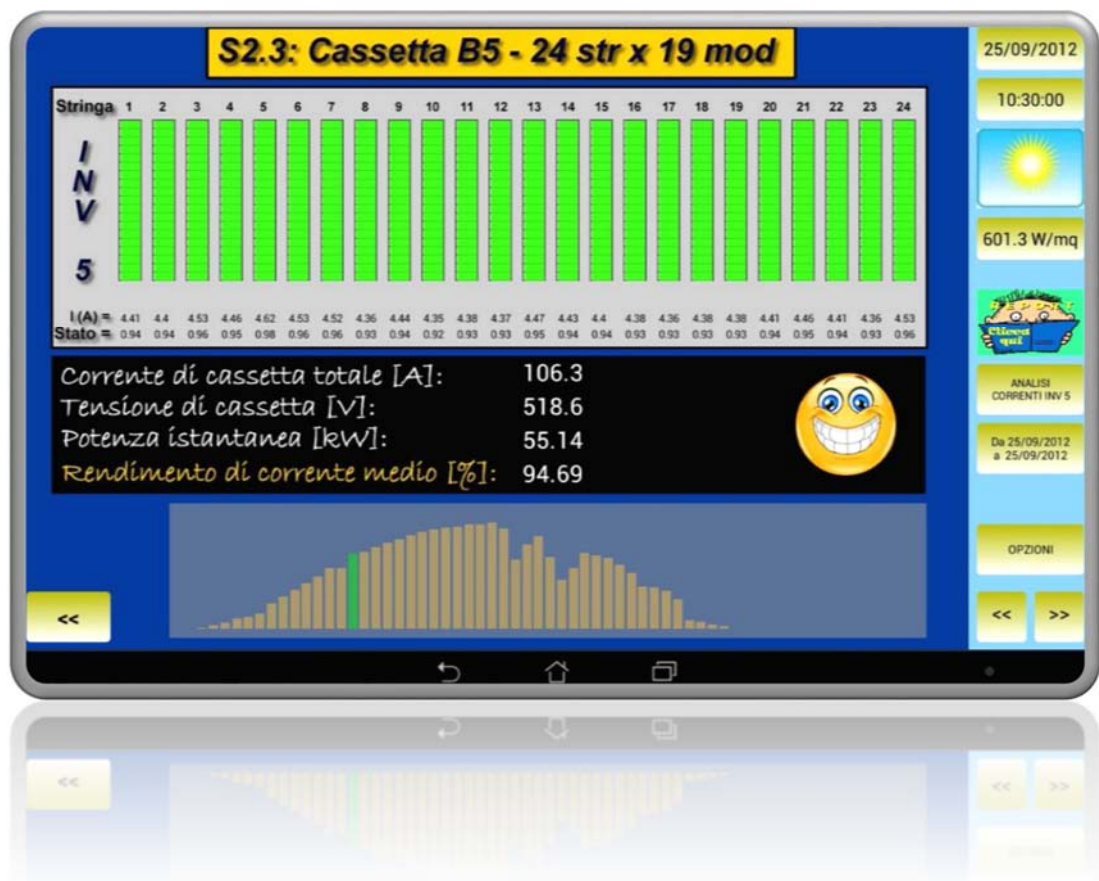 S2.3: Cassetta B5 - 24 str x 19 mod
Stringa 1 2 3 4 5 6 7 8 9 10 11 12 13 14 15 16 17 18 19 20 21 22 23 24
INV 5
I (A) = 4.41 4.4 4.53 4.46 4.62 4.53 4.52 4.36 4.44 4.35 4.38 4.37 4.47 4.43 4.4 4.38 4.36 4.38 4.38 4.41 4.46 4.41 4.36 4.53
Stato = 0.94 0.94 0.96 0.95 0.98 0.96 0.96 0.93 0.94 0.92 0.93 0.93 0.95 0.94 0.94 0.93 0.93 0.93 0.93 0.94 0.95 0.94 0.93 0.96
Corrente di cassetta totale [A]: 106.3
Tensione di cassetta [V]: 518.6
Potenza istantanea [kW]: 55.14
Rendimento di corrente medio [%]: 94.69
<<
25/09/2012
10:30:00
601.3 W/mq
REPORT
Clicca
qui
ANALISI
CORRENTI INV 5
Da 25/09/2012
a 25/09/2012
OPZIONI
<< >>